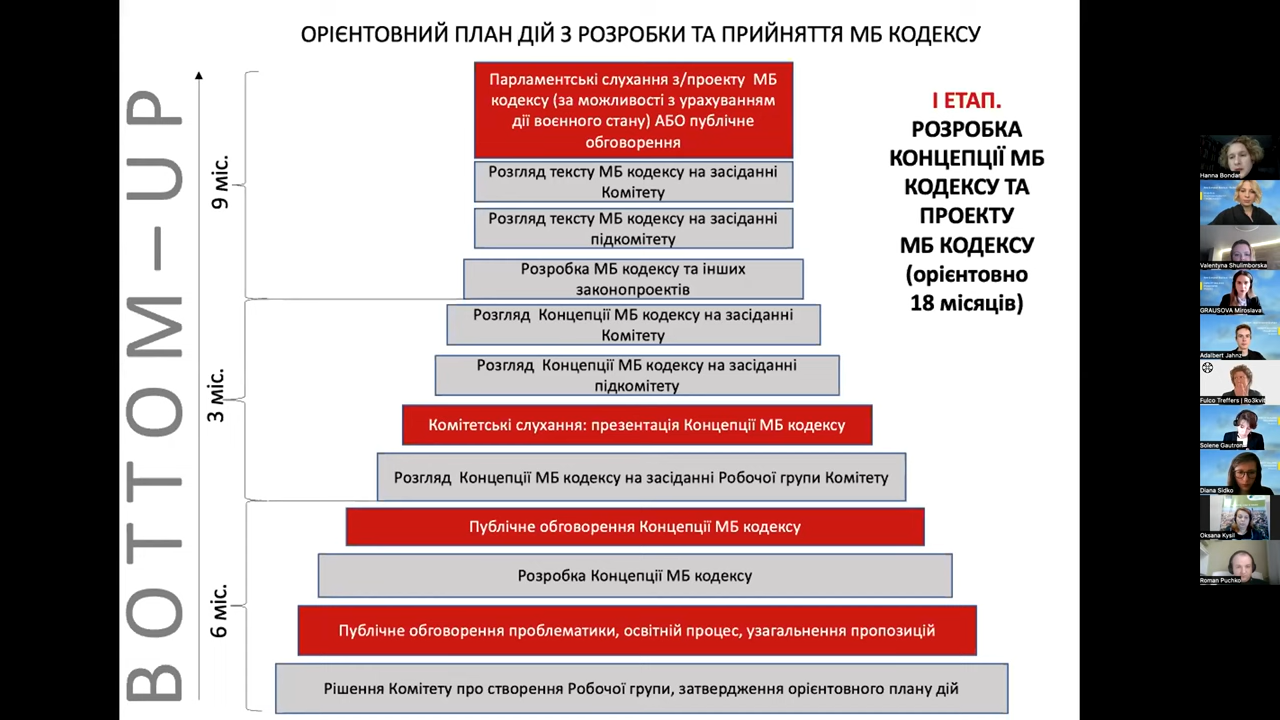 ОРІЄНТОВНИЙ ПЛАН ДІЙ З РОЗРОБКИ ТА ПРИЙНЯТТЯ МБ КОДЕКСУ
BOTTOM–UP
9 міс.
3 міс.
6 міс.
Парламентські слухання з/проекту МБ
кодексу (за можливості з урахуванням
дії воєнного стану) АБО публічне
обговорення
Розгляд тексту МБ кодексу на засіданні
Комітету
Розгляд тексту МБ кодексу на засіданні
підкомітету
Розробка МБ кодексу та інших
законопроектів
Розгляд Концепції МБ кодексу на засіданні
Комітету
Розгляд Концепції МБ кодексу на засіданні
підкомітету
Комітетські слухання: презентація Концепції МБ кодексу
Розгляд Концепції МБ кодексу на засіданні Робочої групи Комітету
Публічне обговорення Концепції МБ кодексу
Розробка Концепції МБ кодексу
Публічне обговорення проблематики, освітній процес, узагальнення пропозицій
Рішення Комітету про створення Робочої групи, затвердження орієнтовного плану дій
І ЕТАП.
РОЗРОБКА
КОНЦЕПЦІЇ МБ
КОДЕКСУ ТА
ПРОЕКТУ
МБ КОДЕКСУ
(орієнтовно
18 місяців)
Hanna Bondar
Valentyna Shulimborska
GRAUSOVA Miroslava
Adalbert Jahnz
Fulco Treffers | Ro3kvit
Solene Gautron
Diana Sidko
Oksana Kysil
Roman Puchko